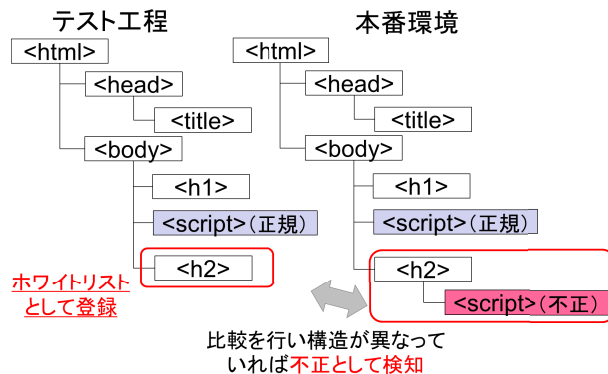 テスト工程
<html>
<head>
<title>
<body>
<h1>
<script>(正規)
<h2>
ホワイトリスト
として登録
本番環境
<html>
<head>
<title>
<body>
<h1>
<script>(正規)
<h2>
<script>(不正)
比較を行い構造が異なって
いれば不正として検知